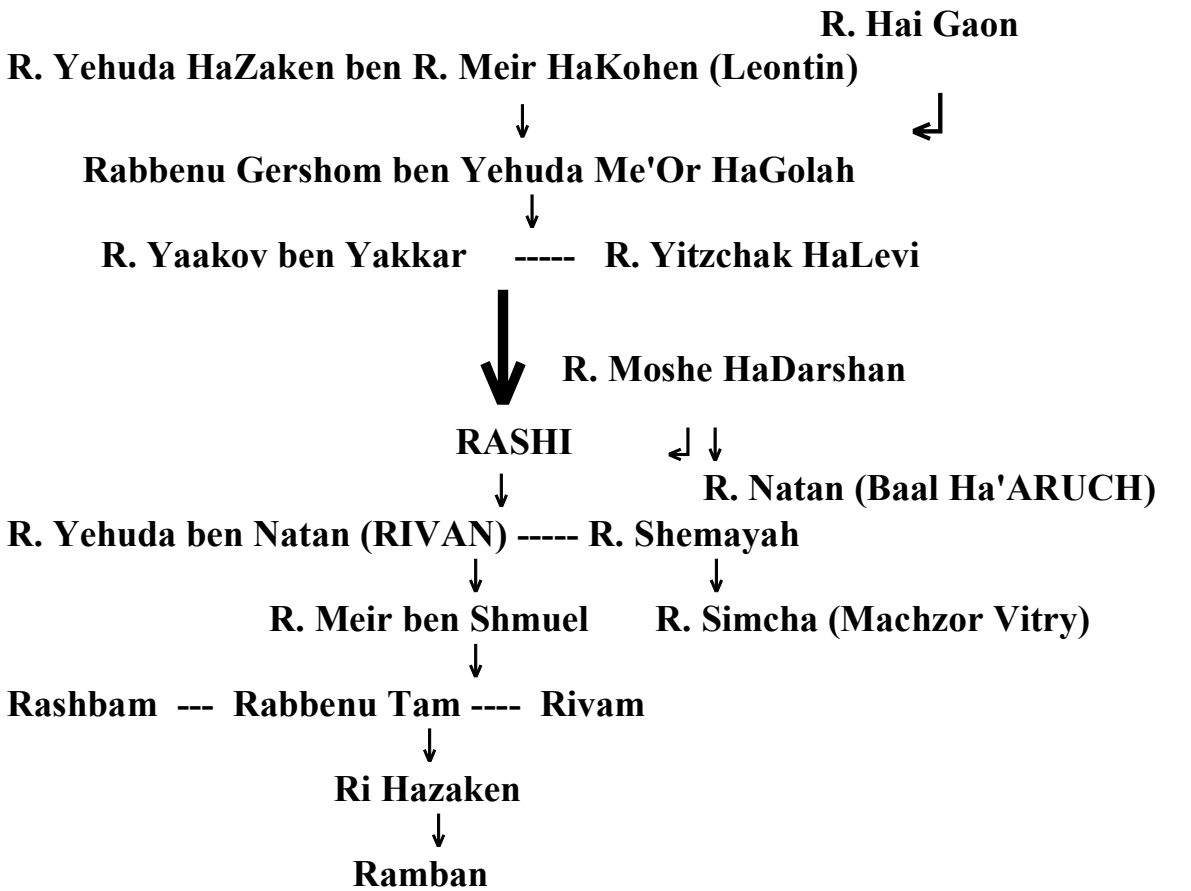 R. Hai Gaon
R. Yehuda HaZaken ben R. Meir HaKohen (Leontin)
Rabbenu Gershom ben Yehuda Me'Or HaGolah
R. Yaakov ben Yakkar ----- R. Yitzchak HaLevi
R. Moshe HaDarshan
RASHI
R. Natan (Baal Ha'ARUCH)
R. Yehuda ben Natan (RIVAN) ----- R. Shemayah
R. Meir ben Shmuel R. Simcha (Machzor Vitry)
Rashbam --- Rabbenu Tam ---- Rivam
Ri Hazaken
Ramban